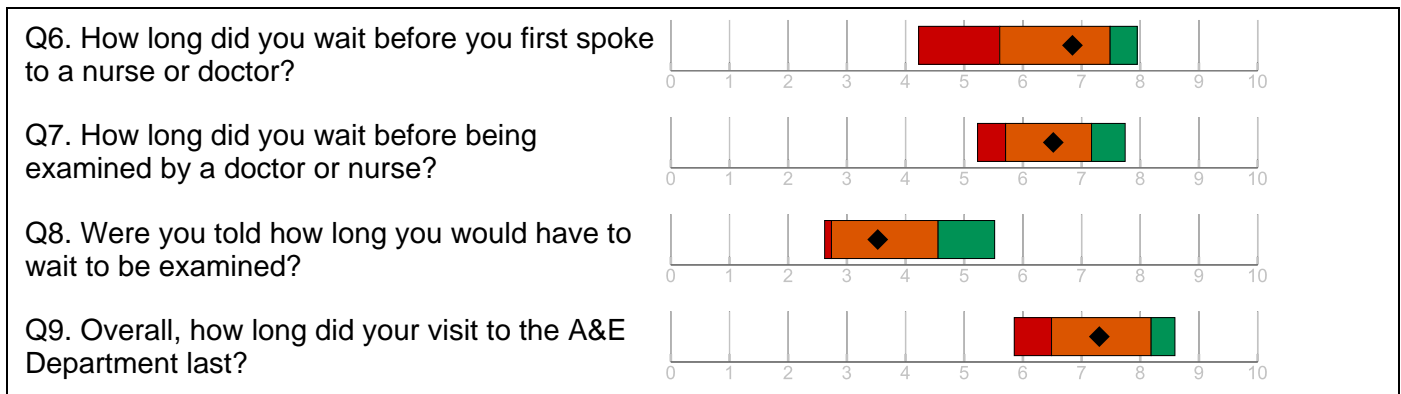 Q6. How long did you wait before you first spoke
to a nurse or doctor?
0 1 2 3 4 5 6 7 8 9 10
Q7. How long did you wait before being
examined by a doctor or nurse?
0 1 2 3 4 5 6 7 8 9 10
Q8. Were you told how long you would have to
wait to be examined?
0 1 2 3 4 5 6 7 8 9 10
Q9. Overall, how long did your visit to the A&E
Department last?
0 1 2 3 4 5 6 7 8 9 10